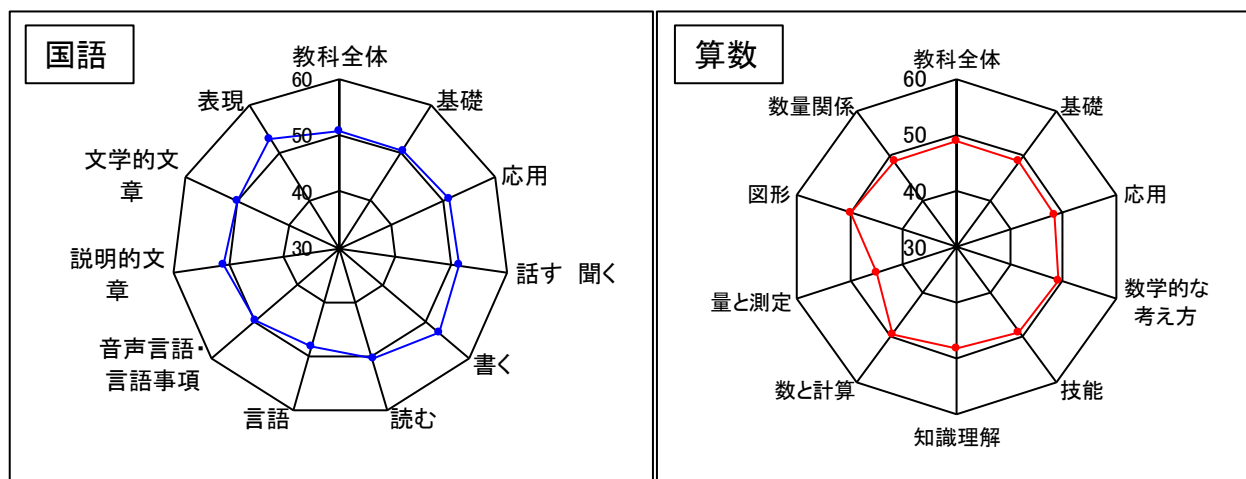 国語
教科全体
60
表現
基礎
50
文学的文
章
応用
40
説明的文
章
30
話す 聞く
音声言語・
言語事項
書く
言語
読む
算数
教科全体
60
数量関係
基礎
50
図形
40
応用
30
量と測定
数学的な
考え方
数と計算
技能
知識理解